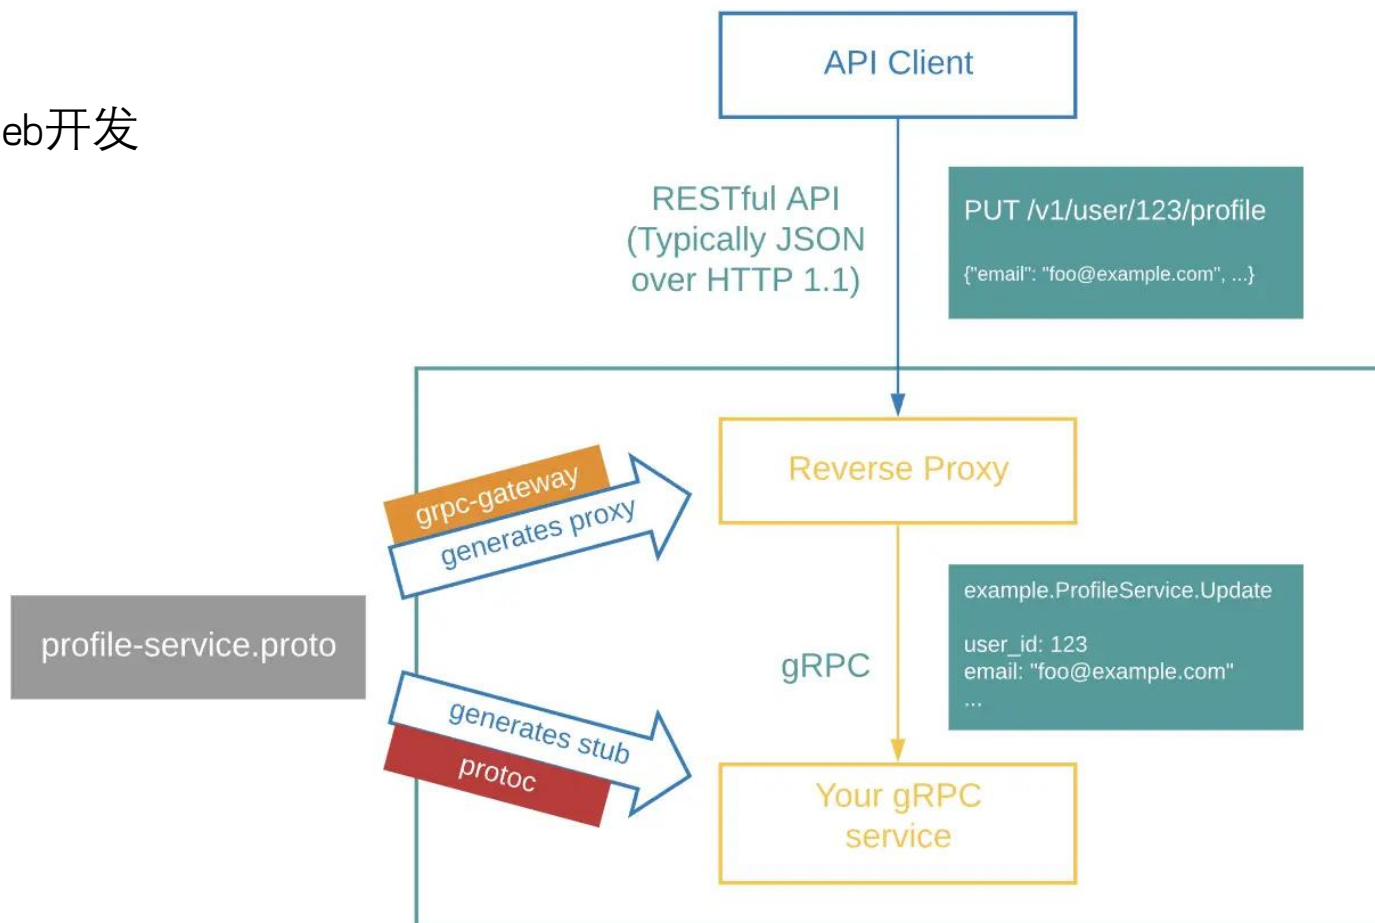 API Client
eb开发
RESTful API
(Typically JSON
over HTTP 1.1)
PUT /v1/user/123/profile
{"email": "foo@example.com", ...}
grpc-gateway
generates proxy
Reverse Proxy
profile-service.proto
gRPC
example.ProfileService.Update
user_id: 123
email: "foo@example.com"
...
generates stub
protoc
Your gRPC
service